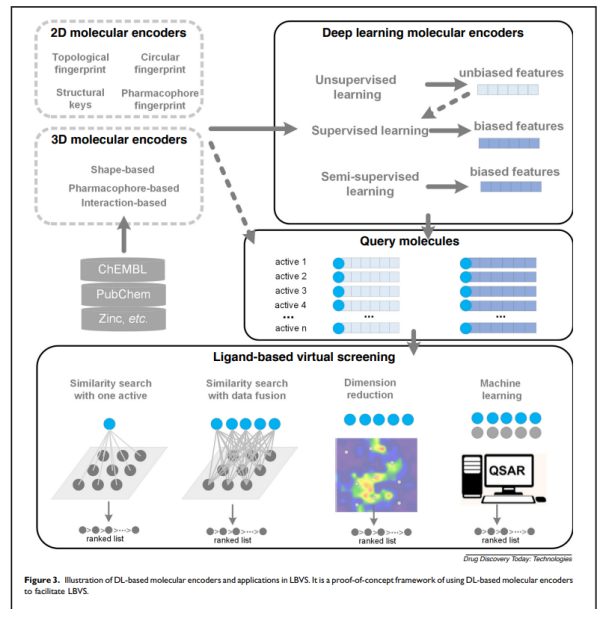 2D molecular encoders
Topological fingerprint
Circular fingerprint
Structural keys
Pharmacophore fingerprint
3D molecular encoders
Shape-based
Pharmacophore-based
Interaction-based
ChEMBL
PubChem
Zinc, etc.
Deep learning molecular encoders
Unsupervised learning
unbiased features
Supervised learning
biased features
Semi-supervised learning
biased features
Query molecules
active 1
active 2
active 3
active 4
...
active n
...
...
Ligand-based virtual screening
Similarity search
with one active
Similarity search
with data fusion
Dimension
reduction
Machine
learning
QSAR
>
>
>···>
ranked list
>
>
>···>
ranked list
>
>
>···>
ranked list
>
>
>···>
ranked list
Drug Discovery Today: Technologies
Figure 3. Illustration of DL-based molecular encoders and applications in LBVS. It is a proof-of-concept framework of using DL-based molecular encoders
to facilitate LBVS.